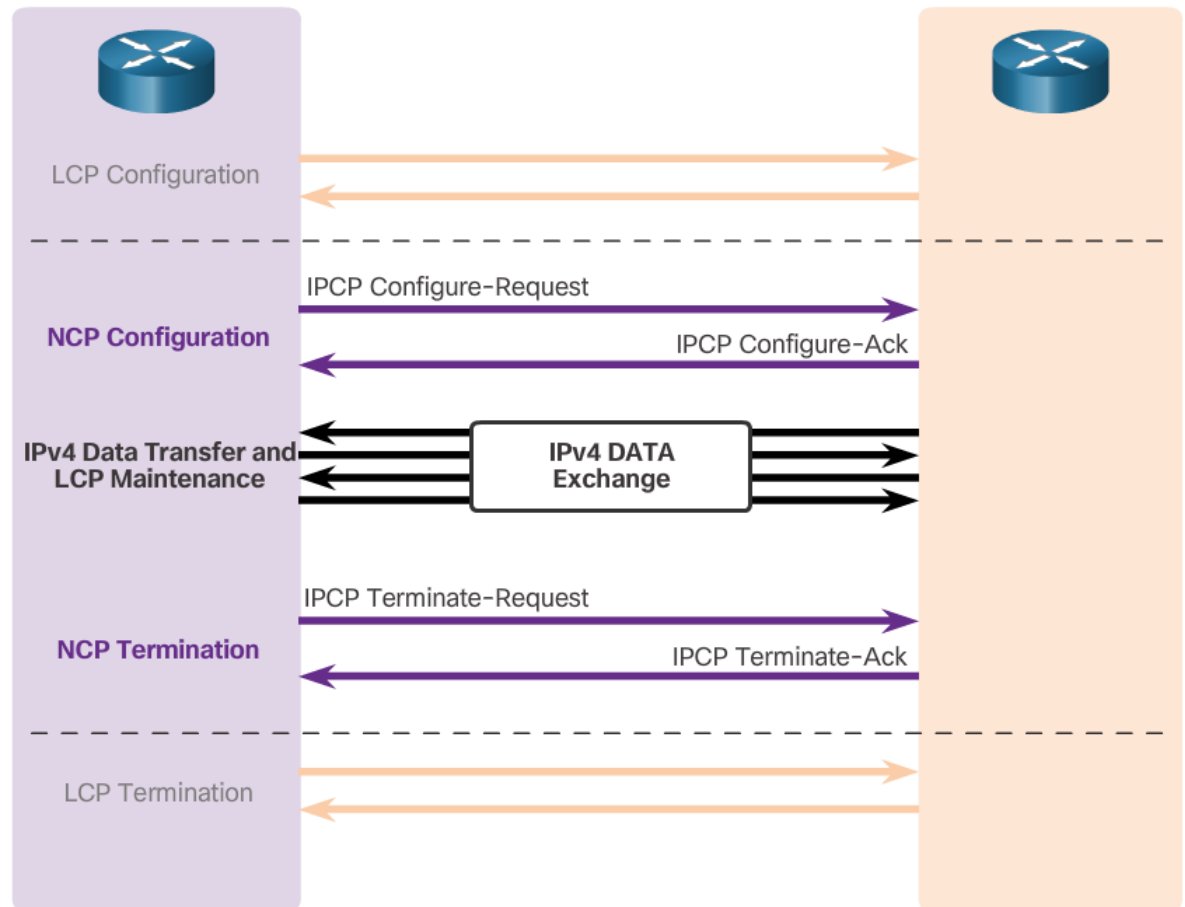 LCP Configuration
IPCP Configure-Request
NCP Configuration
IPCP Configure-Ack
IPv4 Data Transfer and
LCP Maintenance
IPv4 DATA
Exchange
IPCP Terminate-Request
NCP Termination
IPCP Terminate-Ack
LCP Termination